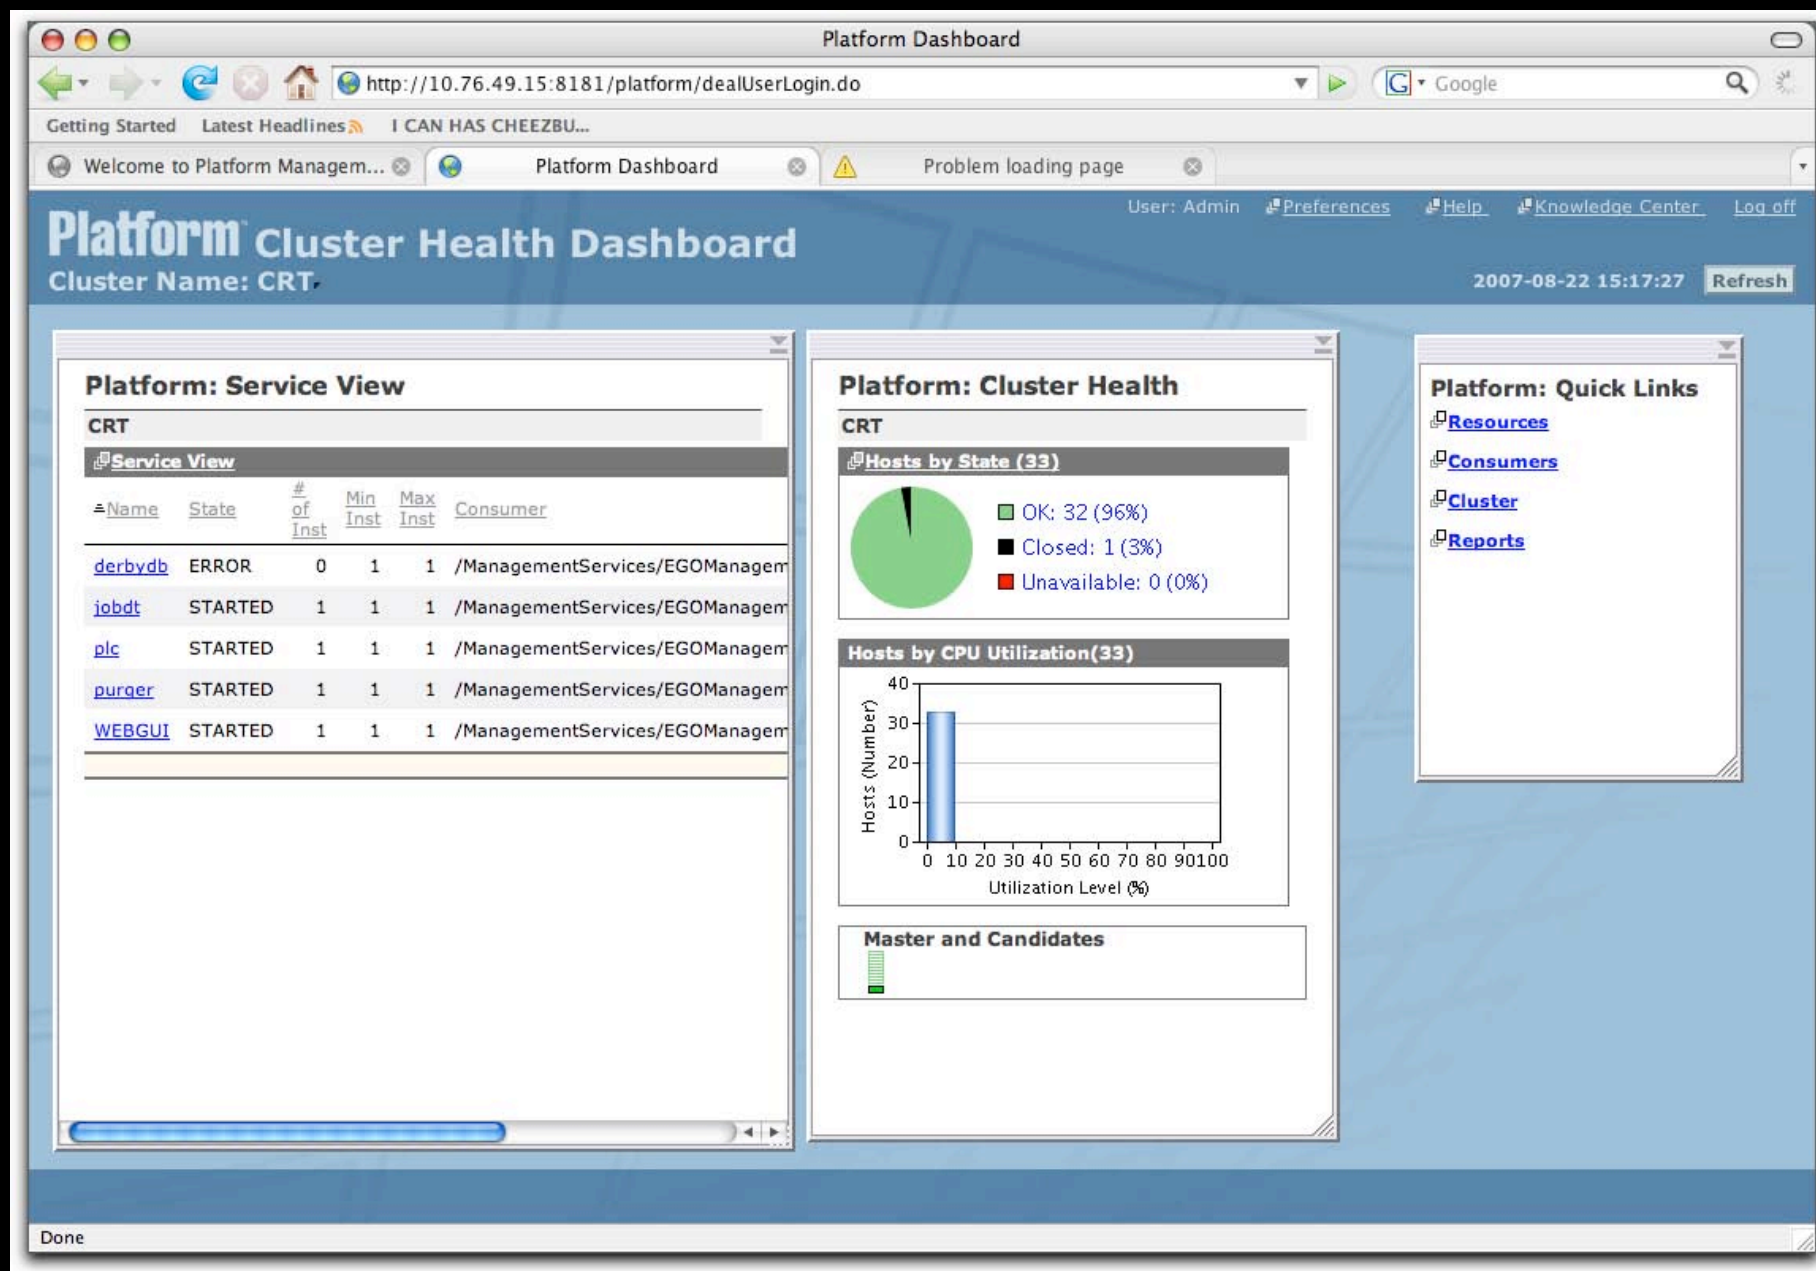 Platform Dashboard
http://10.76.49.15:8181/platform/dealUserLogin.do
G Google
Getting Started Latest Headlines I CAN HAS CHEEZBU...
Welcome to Platform Managem... Platform Dashboard Problem loading page
User: Admin Preferences Help Knowledge Center Log off
Platform™ Cluster Health Dashboard
Cluster Name: CRT
2007-08-22 15:17:27 Refresh
Platform: Service View
CRT
Service View
Name State # of Inst Min Inst Max Inst Consumer
derbydb ERROR 0 1 1 /ManagementServices/EGOManagem
jobdt STARTED 1 1 1 /ManagementServices/EGOManagem
plc STARTED 1 1 1 /ManagementServices/EGOManagem
purger STARTED 1 1 1 /ManagementServices/EGOManagem
WEBGUI STARTED 1 1 1 /ManagementServices/EGOManagem
Platform: Cluster Health
CRT
Hosts by State (33)
OK: 32 (96%)
Closed: 1 (3%)
Unavailable: 0 (0%)
Hosts by CPU Utilization(33)
Hosts (Number)
40
30
20
10
0
0 10 20 30 40 50 60 70 80 90100
Utilization Level (%)
Master and Candidates
Platform: Quick Links
Resources
Consumers
Cluster
Reports
Done